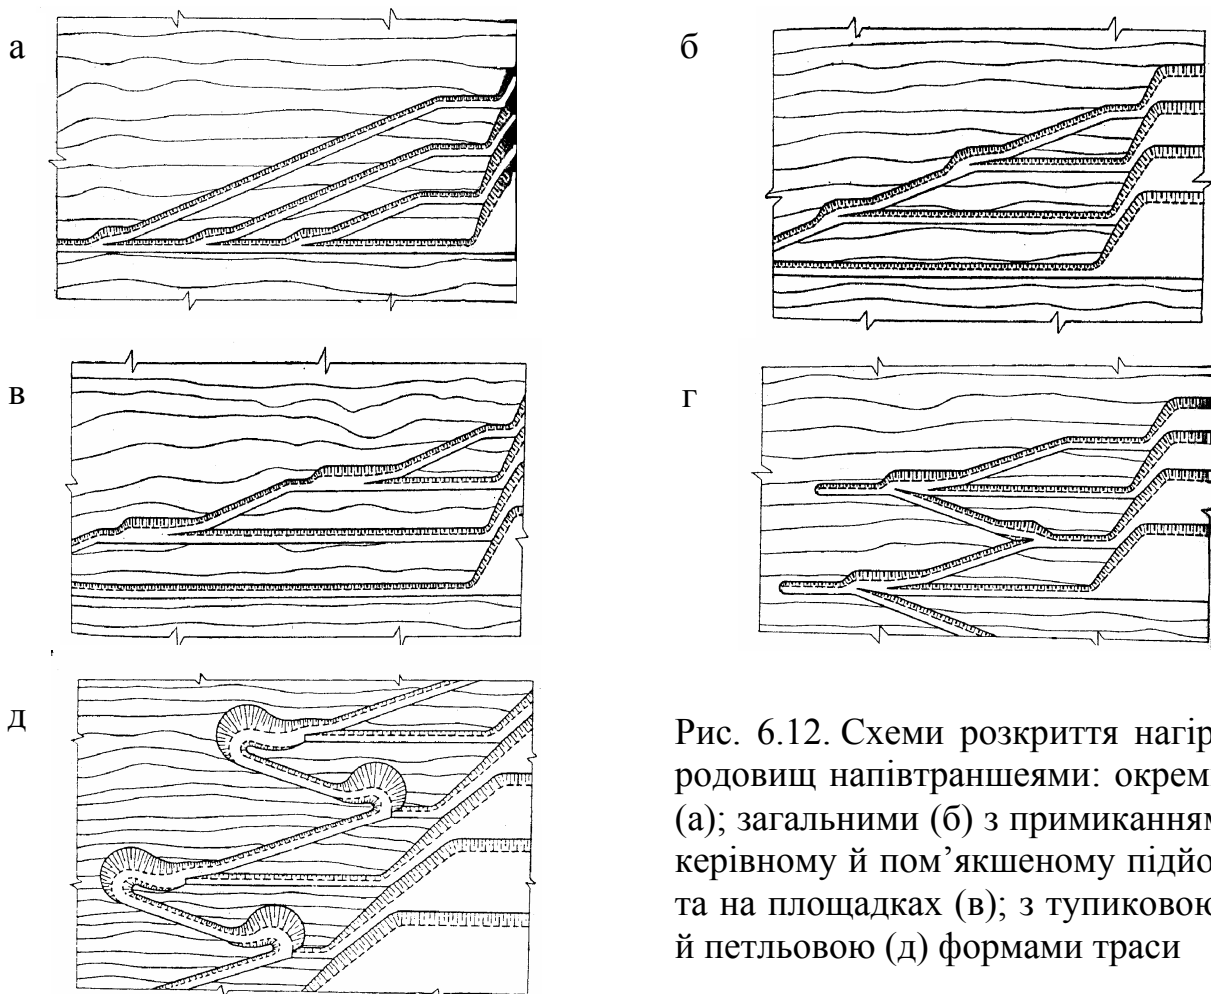 а
б
в
г
д
Рис. 6.12. Схеми розкриття нагір
родовищ напівтраншеями: окрем
(а); загальними (б) з примиканням
керівному й пом’якшеному підйо
та на площадках (в); з тупиковою
й петльовою (д) формами траси